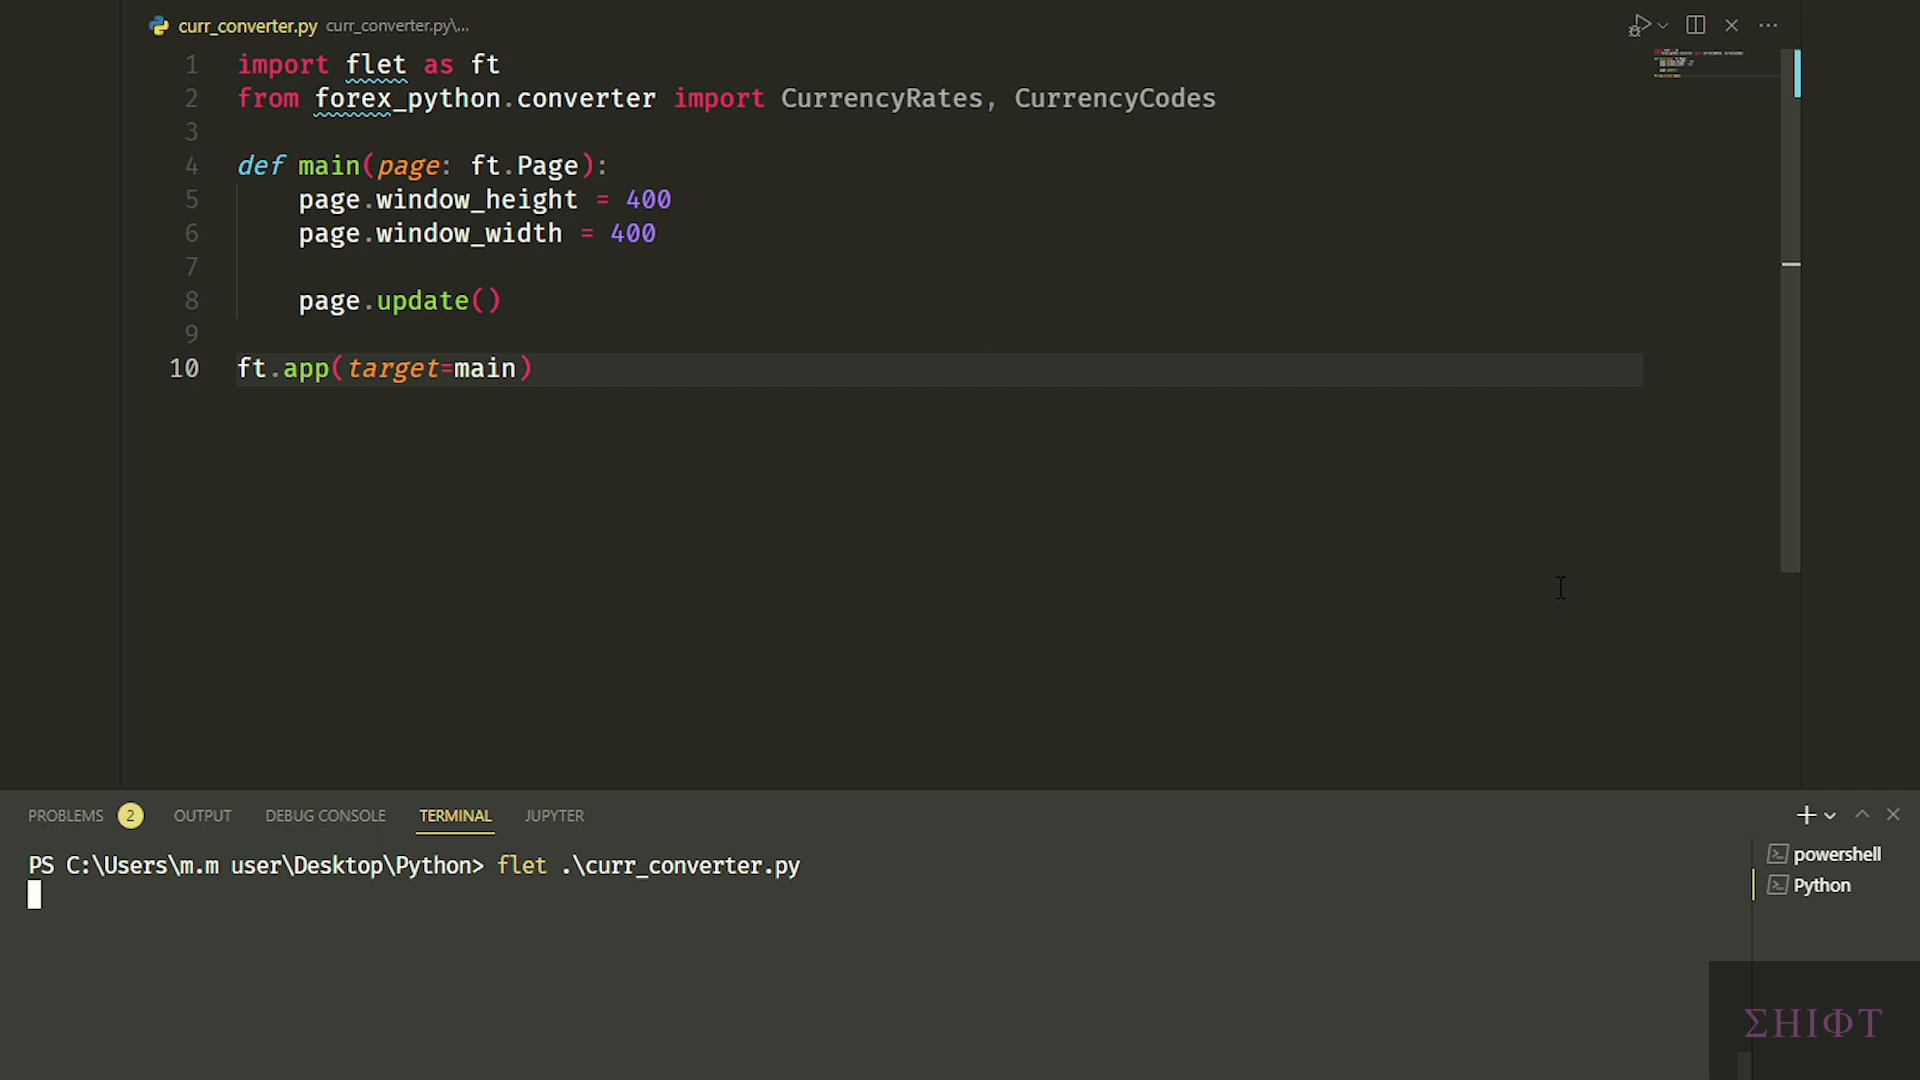 curr_converter.py curr_converter.py\...
1 import flet as ft
2 from forex_python.converter import CurrencyRates, CurrencyCodes
3
4 def main(page: ft.Page):
5     page.window_height = 400
6     page.window_width = 400
7
8     page.update()
9
10 ft.app(target=main)
PROBLEMS 2 OUTPUT DEBUG CONSOLE TERMINAL JUPYTER
PS C:\Users\m.m user\Desktop\Python> flet .\curr_converter.py
powershell
Python
ΣHIΦT